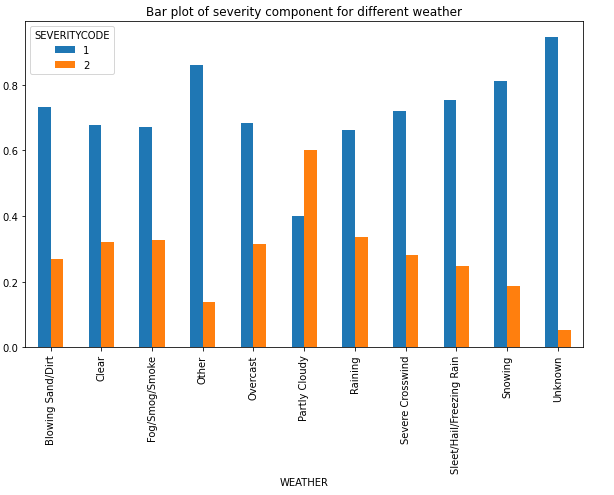 Bar plot of severity component for different weather
SEVERITYCODE
1
2
0.8
0.6
0.4
0.2
0.0
Blowing Sand/Dirt
Clear
Fog/Smog/Smoke
Other
Overcast
Partly Cloudy
Raining
Severe Crosswind
Sleet/Hail/Freezing Rain
Snowing
Unknown
WEATHER